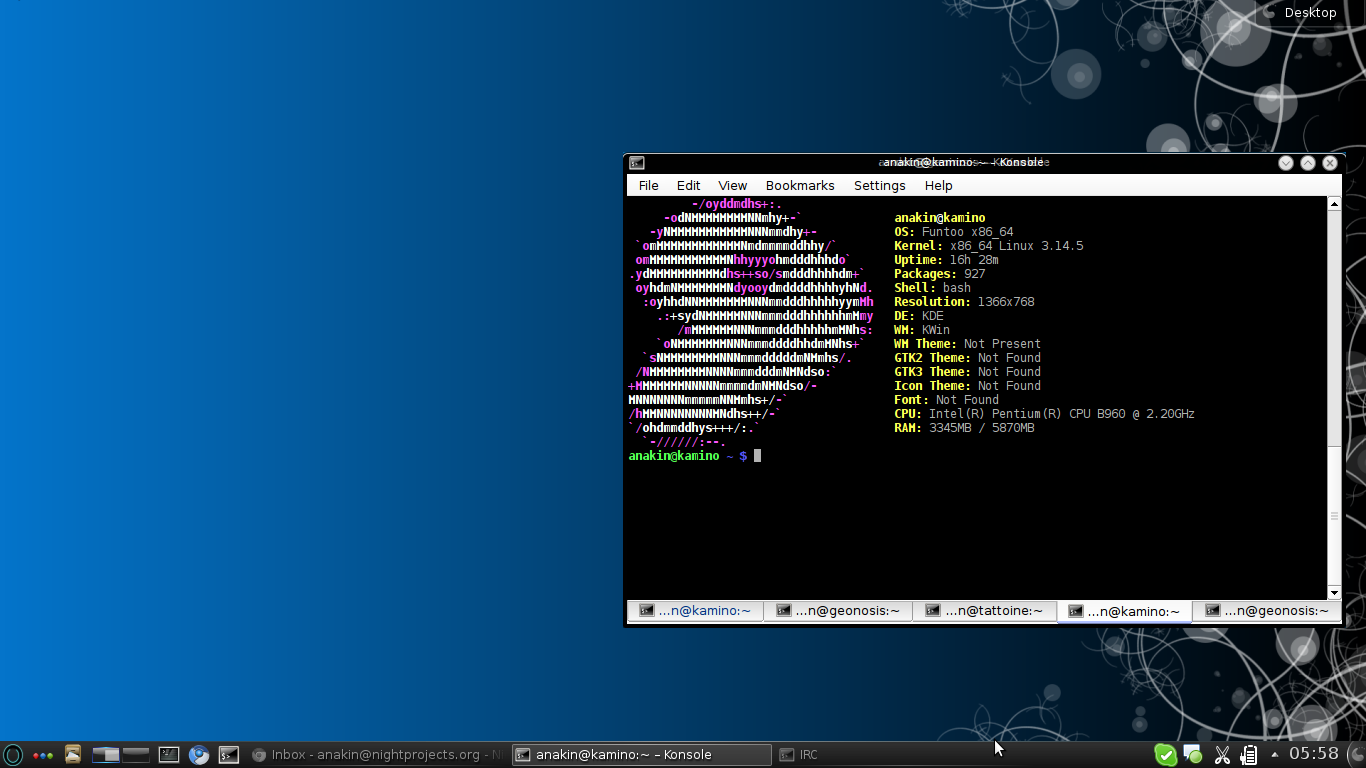 Desktop
anakin@kamino:~ – Konsole
File Edit View Bookmarks Settings Help
-/oyddmdhs+:.
-odNMMMMMMMMNNmhy+-` anakin@kamino
-yNMMMMMMMMMMMNNNmmdhy+- OS: Funtoo x86_64
`omMMMMMMMMMMMMNmdmmmmddhhy/` Kernel: x86_64 Linux 3.14.5
omMMMMMMMMMMMNhhyyyohmdddhhhdo` Uptime: 16h 28m
.ydMMMMMMMMMMdhs++so/smdddhhhhdm+` Packages: 927
oyhdmNMMMMMMMNdyooydmddddhhhhyhNd. Shell: bash
:oyhhdNNMMMMMMMNNNmmdddhhhhhyymMh Resolution: 1366x768
.:+sydNMMMMMNNNmmmdddhhhhhhmMmy DE: KDE
/mMMMMMMNNNmmmdddhhhhhmMNhs: WM: KWin
`oNMMMMMMMNNNmmmddddhhdmMNhs+` WM Theme: Not Present
`sNMMMMMMMMNNNmmmdddddmNMmhs/. GTK2 Theme: Not Found
/NMMMMMMMMNNNNmmmdddmNMNdso:` GTK3 Theme: Not Found
+MMMMMMMNNNNNmmmmdmNMNdso/- Icon Theme: Not Found
MNNNNNNNmmmmmNNMmhs+/-` Font: Not Found
/hMMNNNNNNNNMNdhs++/-` CPU: Intel(R) Pentium(R) CPU B960 @ 2.20GHz
`/ohdmmddhys+++/:.` RAM: 3345MB / 5870MB
`-//////:--.
anakin@kamino ~ $
...n@kamino:~ ...n@geonosis:~ ...n@tattoine:~ ...n@kamino:~ ...n@geonosis:~
Inbox - anakin@nightprojects.org - N anakin@kamino:~ – Konsole IRC 05:58